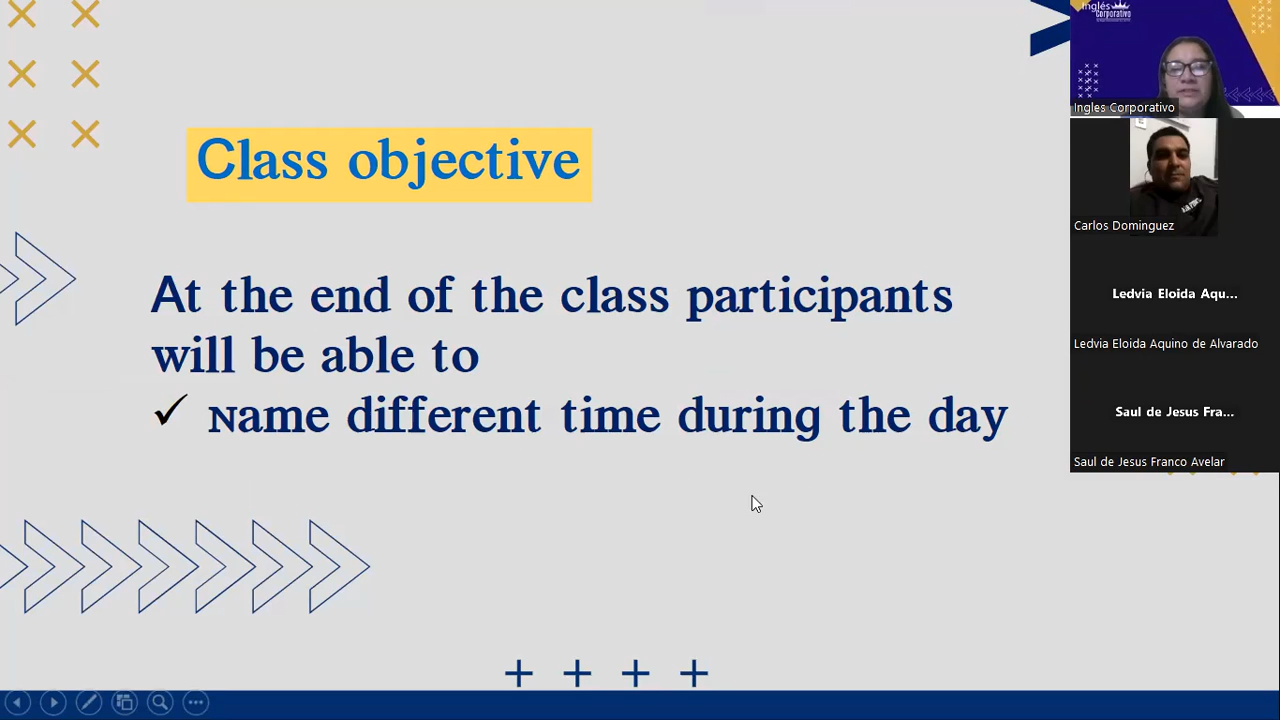 Class objective
At the end of the class participants
will be able to
✓ Name different time during the day
Inglés
Corporativo
Ingles Corporativo
Carlos Dominguez
Ledvia Eloida Aqu...
Ledvia Eloida Aquino de Alvarado
Saul de Jesus Fra...
Saul de Jesus Franco Avelar